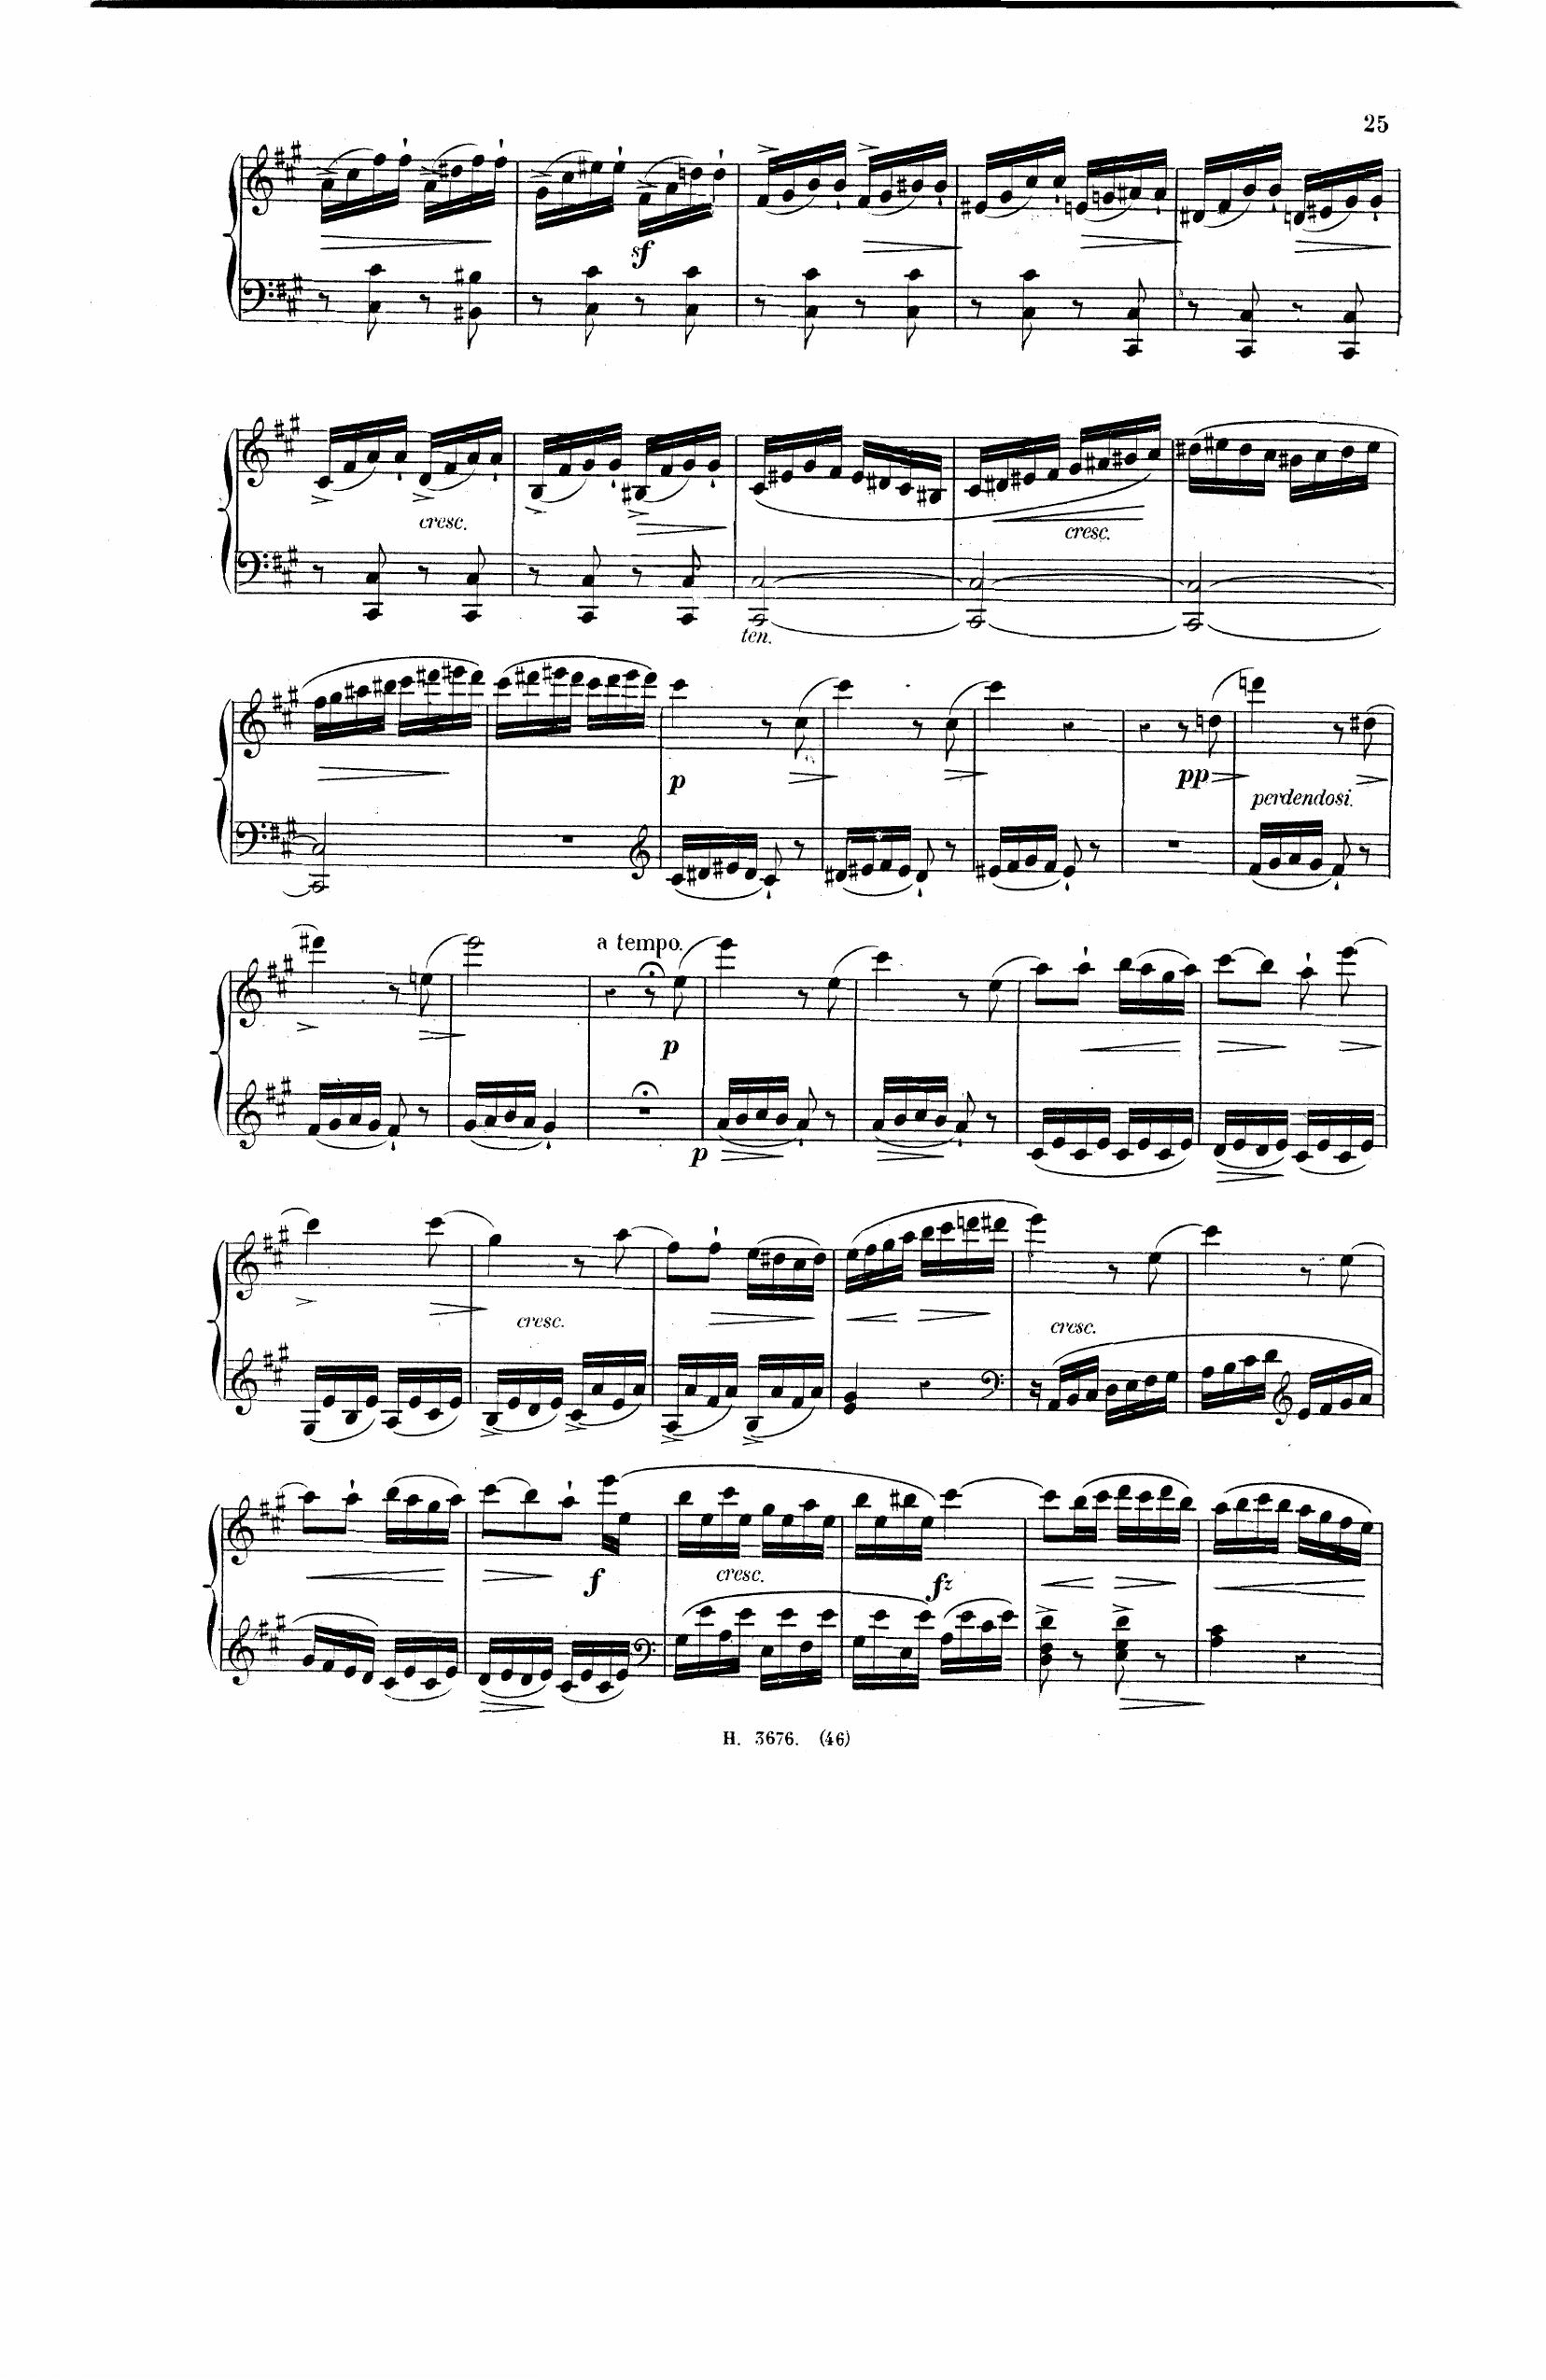 25
sf
cresc.
ten.
cresc.
p
pp
perdendosi.
a tempo.
p
p
cresc.
cresc.
f
cresc.
fz
H. 3676. (46)